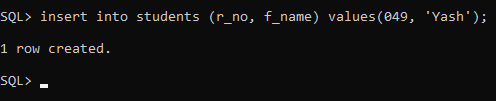 SQL> insert into students (r_no, f_name) values(049, 'Yash');
1 row created.
SQL>